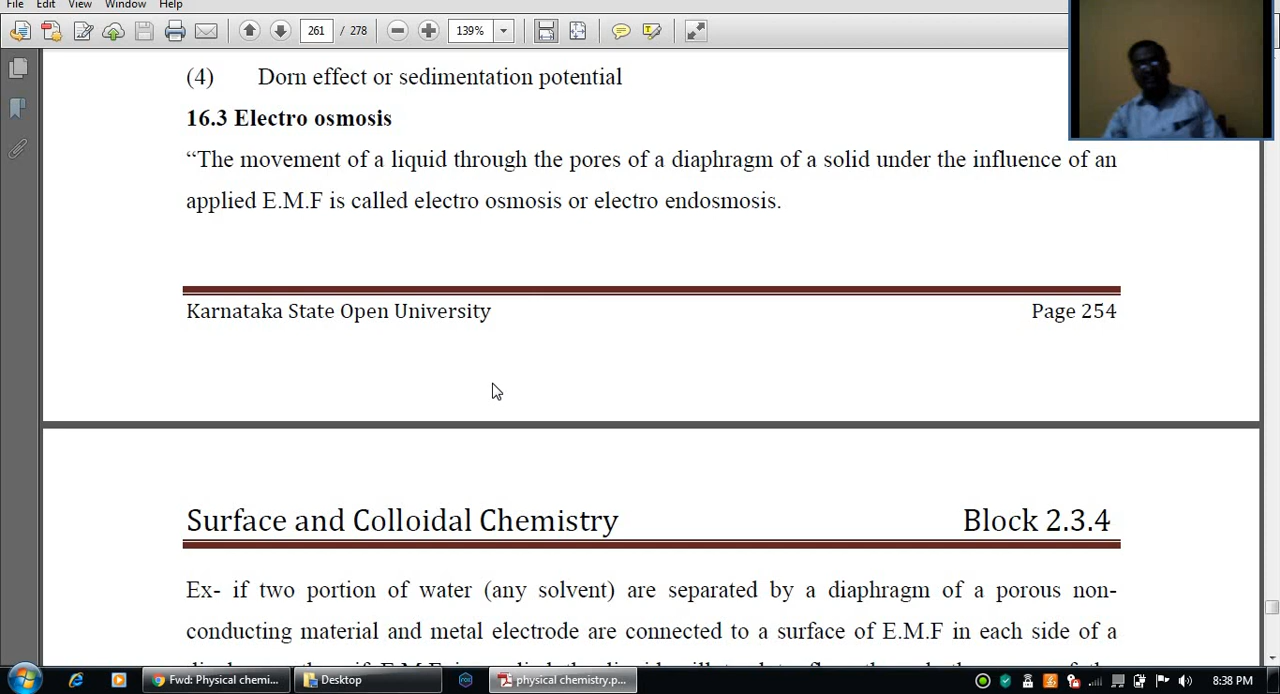 File Edit View Window Help
261 / 278 139%
(4) Dorn effect or sedimentation potential
16.3 Electro osmosis
“The movement of a liquid through the pores of a diaphragm of a solid under the influence of an
applied E.M.F is called electro osmosis or electro endosmosis.
Karnataka State Open University Page 254
Surface and Colloidal Chemistry Block 2.3.4
Ex- if two portion of water (any solvent) are separated by a diaphragm of a porous non-
conducting material and metal electrode are connected to a surface of E.M.F in each side of a
Fwd: Physical chemi... Desktop physical chemistry.p... 8:38 PM